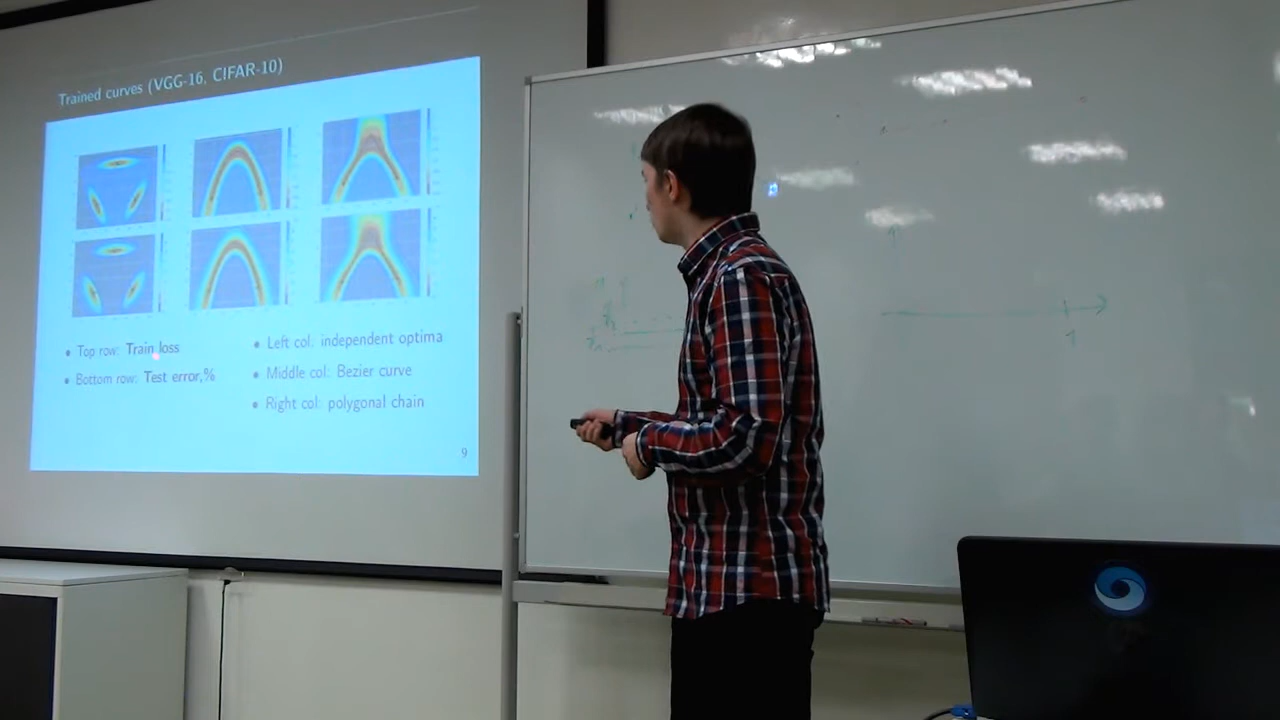 Trained curves (VGG-16, CIFAR-10)
• Top row: Train loss
• Bottom row: Test error,%
• Left col: independent optima
• Middle col: Bezier curve
• Right col: polygonal chain
9
1